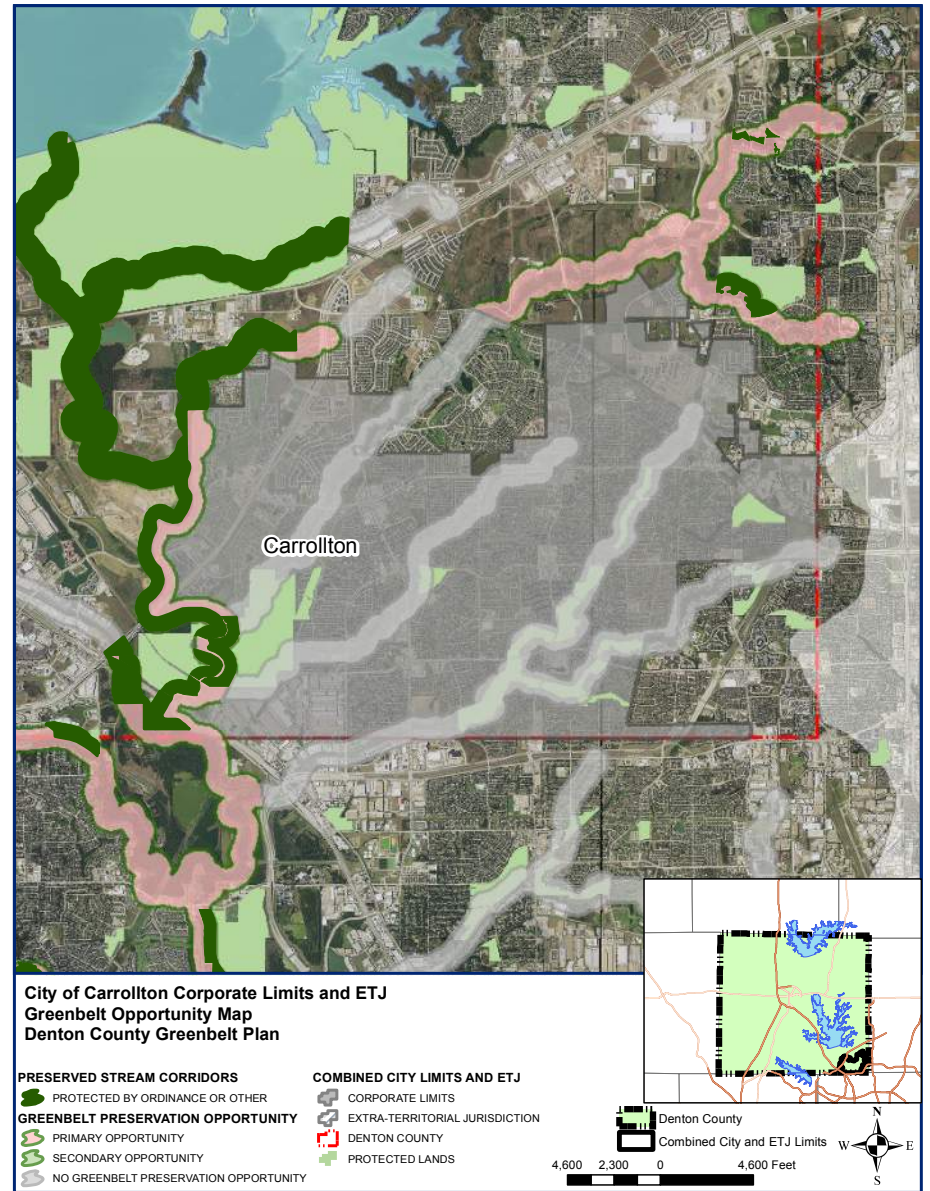 Carrollton
City of Carrollton Corporate Limits and ETJ
Greenbelt Opportunity Map
Denton County Greenbelt Plan
PRESERVED STREAM CORRIDORS
PROTECTED BY ORDINANCE OR OTHER
GREENBELT PRESERVATION OPPORTUNITY
PRIMARY OPPORTUNITY
SECONDARY OPPORTUNITY
NO GREENBELT PRESERVATION OPPORTUNITY
COMBINED CITY LIMITS AND ETJ
CORPORATE LIMITS
EXTRA-TERRITORIAL JURISDICTION
DENTON COUNTY
PROTECTED LANDS
Denton County
Combined City and ETJ Limits
4,600 2,300 0 4,600 Feet
N
W E
S